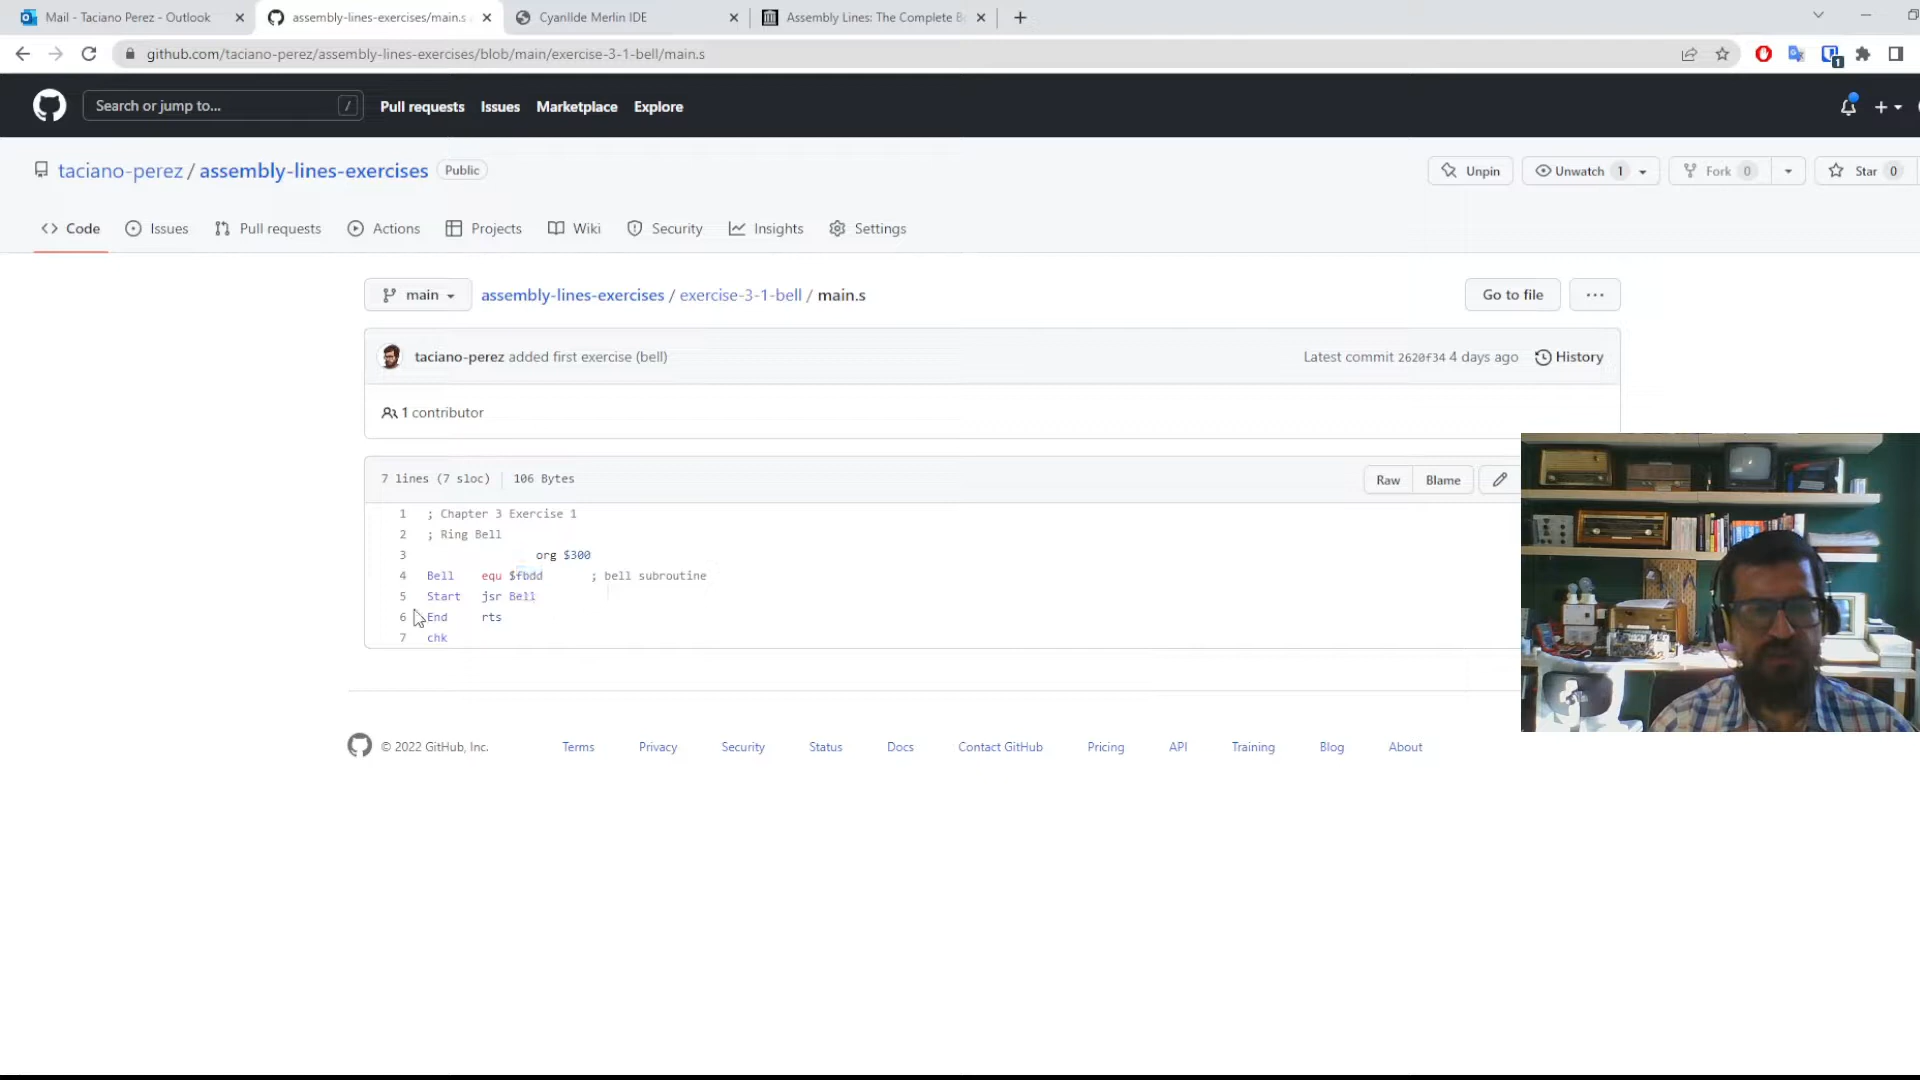 Mail - Taciano Perez - Outlook
assembly-lines-exercises/main.s
CyanIIde Merlin IDE
Assembly Lines: The Complete B
github.com/taciano-perez/assembly-lines-exercises/blob/main/exercise-3-1-bell/main.s
1
Search or jump to...
/
Pull requests
Issues
Marketplace
Explore
taciano-perez / assembly-lines-exercises
Public
Unpin
Unwatch 1
Fork 0
Star 0
<> Code
Issues
Pull requests
Actions
Projects
Wiki
Security
Insights
Settings
main
assembly-lines-exercises / exercise-3-1-bell / main.s
Go to file
...
taciano-perez added first exercise (bell)
Latest commit 2620f34 4 days ago
History
1 contributor
7 lines (7 sloc)
106 Bytes
Raw
Blame
1 ; Chapter 3 Exercise 1
2 ; Ring Bell
3 org $300
4 Bell equ $fbdd ; bell subroutine
5 Start jsr Bell
6 End rts
7 chk
© 2022 GitHub, Inc.
Terms
Privacy
Security
Status
Docs
Contact GitHub
Pricing
API
Training
Blog
About